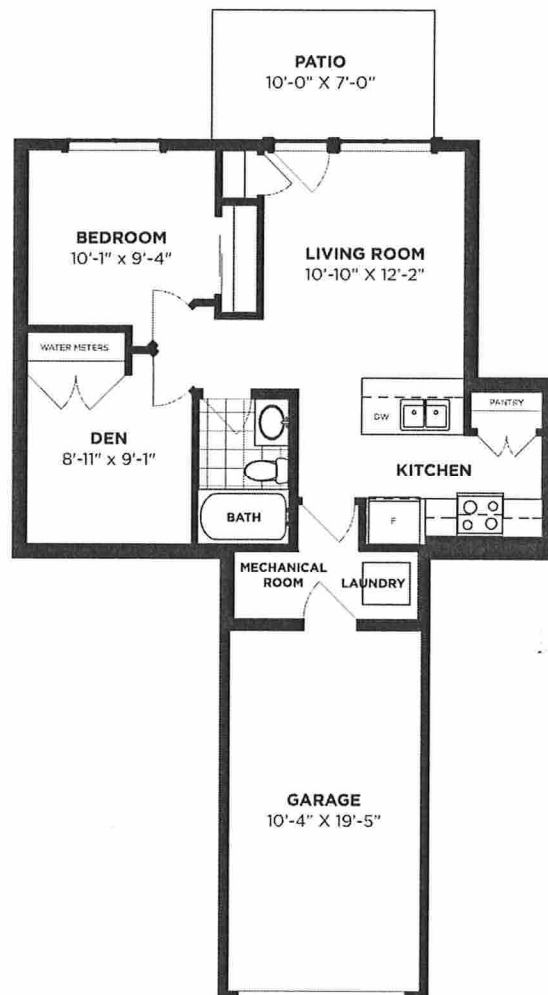 PATIO
10'-0" X 7'-0"
BEDROOM
10'-1" x 9'-4"
LIVING ROOM
10'-10" X 12'-2"
WATER METERS
DW
PANTRY
DEN
8'-11" x 9'-1"
KITCHEN
BATH
F
MECHANICAL
ROOM
LAUNDRY
GARAGE
10'-4" X 19'-5"